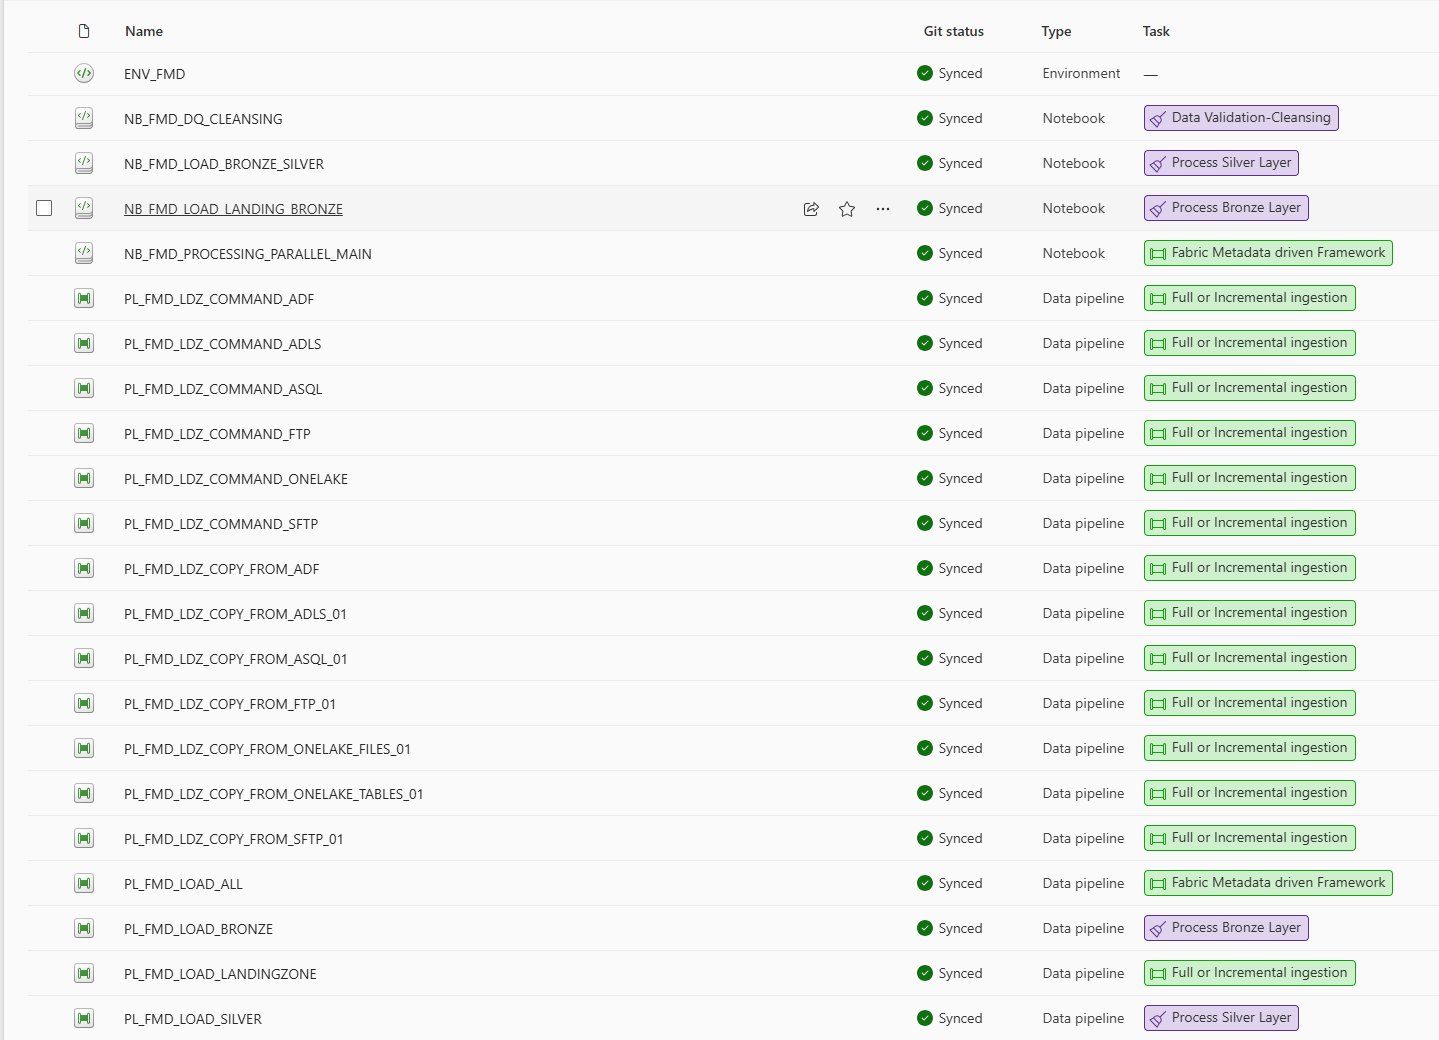 Name Git status Type Task
ENV_FMD Synced Environment —
NB_FMD_DQ_CLEANSING Synced Notebook Data Validation-Cleansing
NB_FMD_LOAD_BRONZE_SILVER Synced Notebook Process Silver Layer
NB_FMD_LOAD_LANDING_BRONZE ... Synced Notebook Process Bronze Layer
NB_FMD_PROCESSING_PARALLEL_MAIN Synced Notebook Fabric Metadata driven Framework
PL_FMD_LDZ_COMMAND_ADF Synced Data pipeline Full or Incremental ingestion
PL_FMD_LDZ_COMMAND_ADLS Synced Data pipeline Full or Incremental ingestion
PL_FMD_LDZ_COMMAND_ASQL Synced Data pipeline Full or Incremental ingestion
PL_FMD_LDZ_COMMAND_FTP Synced Data pipeline Full or Incremental ingestion
PL_FMD_LDZ_COMMAND_ONELAKE Synced Data pipeline Full or Incremental ingestion
PL_FMD_LDZ_COMMAND_SFTP Synced Data pipeline Full or Incremental ingestion
PL_FMD_LDZ_COPY_FROM_ADF Synced Data pipeline Full or Incremental ingestion
PL_FMD_LDZ_COPY_FROM_ADLS_01 Synced Data pipeline Full or Incremental ingestion
PL_FMD_LDZ_COPY_FROM_ASQL_01 Synced Data pipeline Full or Incremental ingestion
PL_FMD_LDZ_COPY_FROM_FTP_01 Synced Data pipeline Full or Incremental ingestion
PL_FMD_LDZ_COPY_FROM_ONELAKE_FILES_01 Synced Data pipeline Full or Incremental ingestion
PL_FMD_LDZ_COPY_FROM_ONELAKE_TABLES_01 Synced Data pipeline Full or Incremental ingestion
PL_FMD_LDZ_COPY_FROM_SFTP_01 Synced Data pipeline Full or Incremental ingestion
PL_FMD_LOAD_ALL Synced Data pipeline Fabric Metadata driven Framework
PL_FMD_LOAD_BRONZE Synced Data pipeline Process Bronze Layer
PL_FMD_LOAD_LANDINGZONE Synced Data pipeline Full or Incremental ingestion
PL_FMD_LOAD_SILVER Synced Data pipeline Process Silver Layer